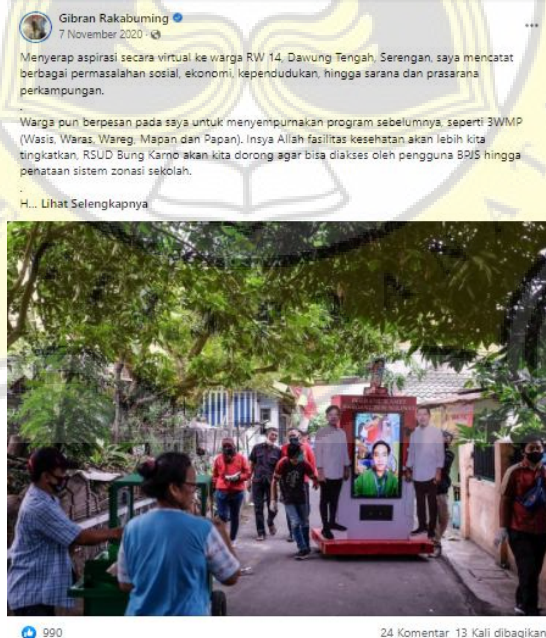 Gibran Rakabuming
7 November 2020 ·
Menyerap aspirasi secara virtual ke warga RW 14, Dawung Tengah, Serengan, saya mencatat
berbagai permasalahan sosial, ekonomi, kependudukan, hingga sarana dan prasarana
perkampungan.
.
Warga pun berpesan pada saya untuk menyempurnakan program sebelumnya, seperti 3WMP
(Wasis, Waras, Wareg, Mapan dan Papan). Insya Allah fasilitas kesehatan akan lebih kita
tingkatkan, RSUD Bung Karno akan kita dorong agar bisa diakses oleh pengguna BPJS hingga
penataan sistem zonasi sekolah.
.
H... Lihat Selengkapnya
990
24 Komentar 13 Kali dibagikan